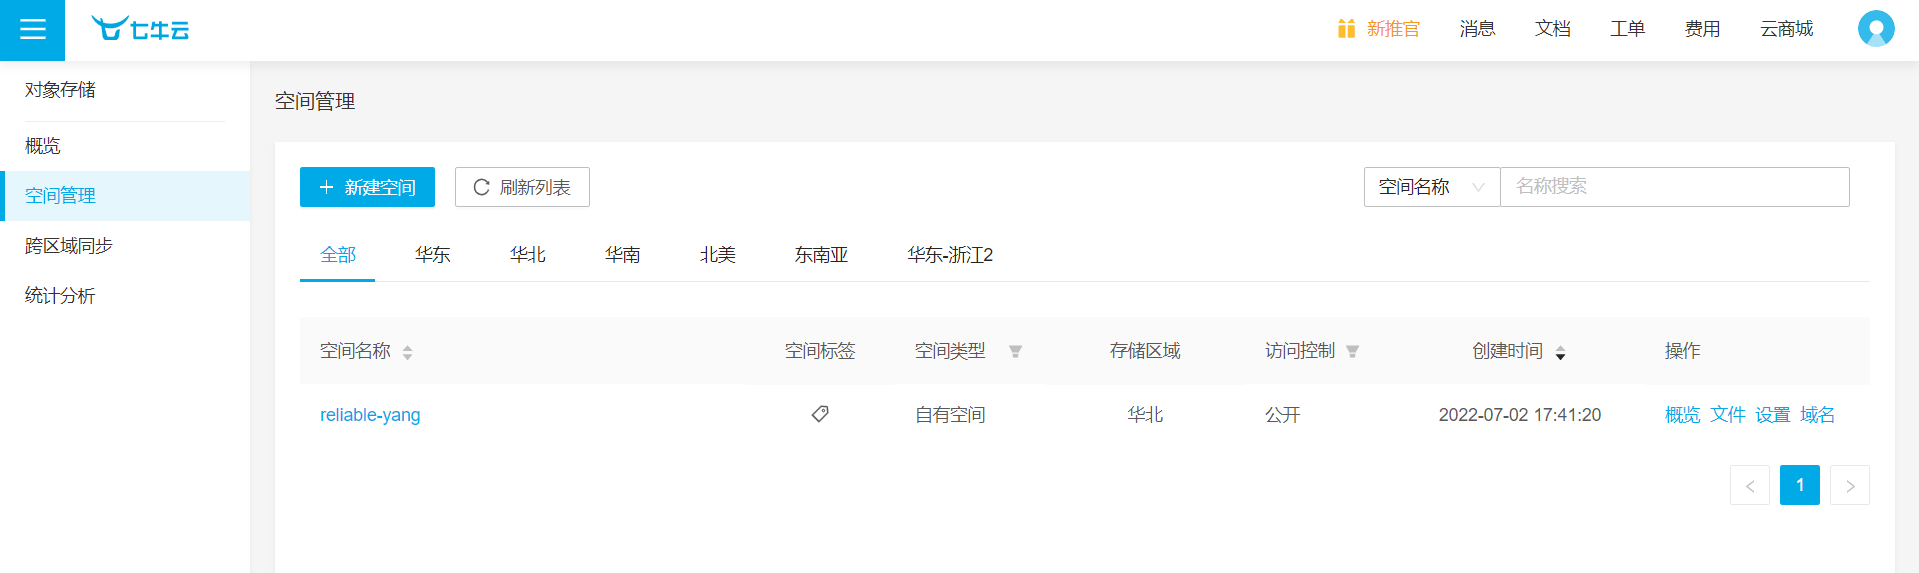 七牛云 新推官 消息 文档 工单 费用 云商城
对象存储
概览
空间管理
跨区域同步
统计分析
空间管理
新建空间 刷新列表 空间名称 名称搜索
全部 华东 华北 华南 北美 东南亚 华东-浙江2
空间名称 空间标签 空间类型 存储区域 访问控制 创建时间 操作
reliable-yang 自有空间 华北 公开 2022-07-02 17:41:20 概览 文件 设置 域名
< 1 >